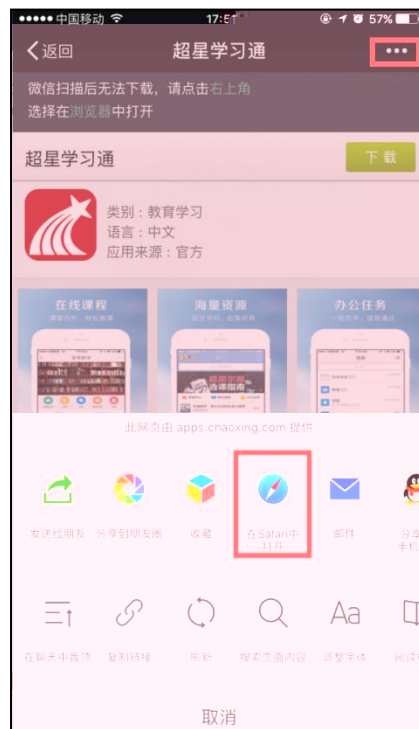 中国移动 17:51 57%
返回 超星学习通
微信扫描后无法下载，请点击右上角
选择在浏览器中打开
超星学习通 下载
类别：教育学习
语言：中文
应用来源：官方
在线课程 海量资源 办公任务
此网页由 apps.chaoxing.com 提供
发送给朋友 分享到朋友圈 收藏 在Safari中 邮件 分享
打开 手机
在聊天中置顶 复制链接 刷新 搜索页面内容 调整字体 阅读
取消